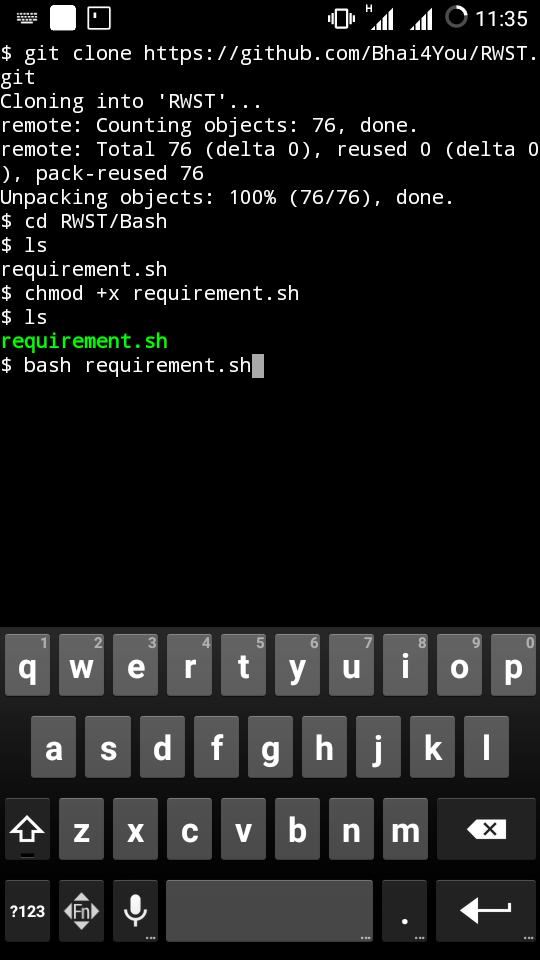 H 11:35
$ git clone https://github.com/Bhai4You/RWST.
git
Cloning into 'RWST'...
remote: Counting objects: 76, done.
remote: Total 76 (delta 0), reused 0 (delta 0
), pack-reused 76
Unpacking objects: 100% (76/76), done.
$ cd RWST/Bash
$ ls
requirement.sh
$ chmod +x requirement.sh
$ ls
requirement.sh
$ bash requirement.sh
1 2 3 4 5 6 7 8 9 0
q w e r t y u i o p
a s d f g h j k l
z x c v b n m
?123 Fn ... ... . ... ...